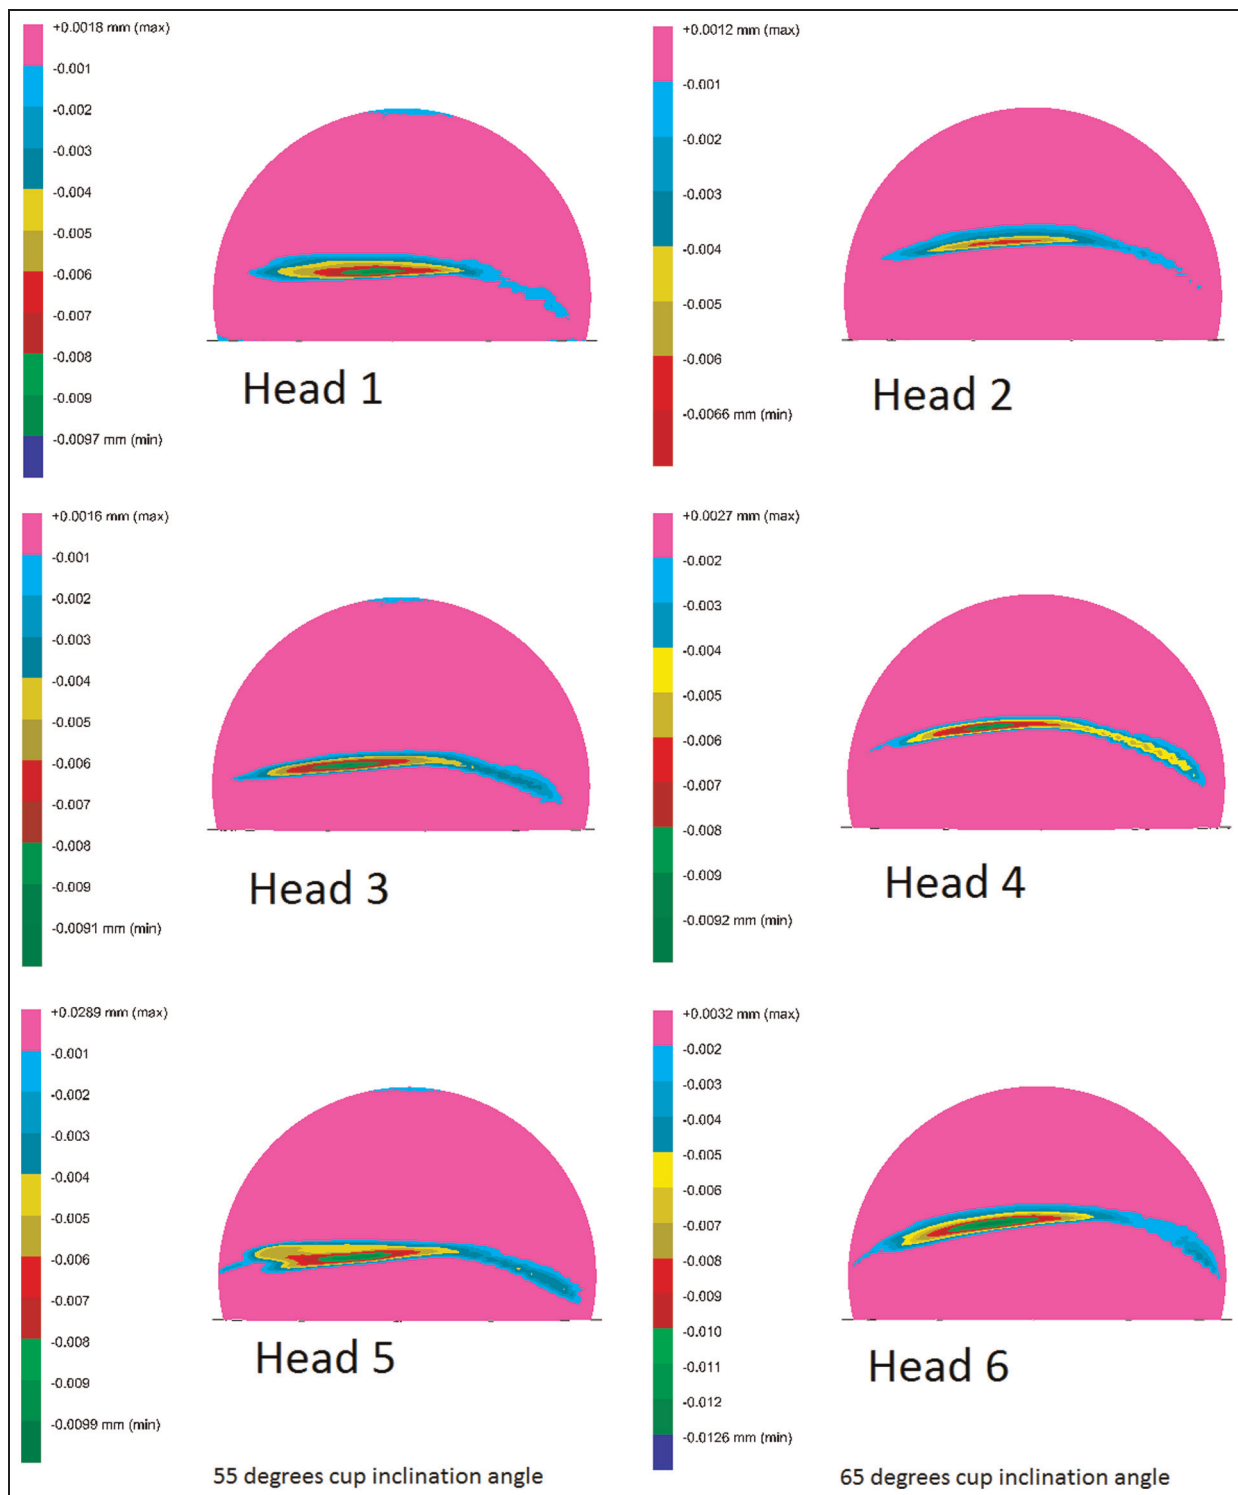 +0.0018 mm (max)
-0.001
-0.002
-0.003
-0.004
-0.005
-0.006
-0.007
-0.008
-0.009
-0.0097 mm (min)
Head 1
+0.0012 mm (max)
-0.001
-0.002
-0.003
-0.004
-0.005
-0.006
-0.0066 mm (min)
Head 2
+0.0016 mm (max)
-0.001
-0.002
-0.003
-0.004
-0.005
-0.006
-0.007
-0.008
-0.009
-0.0091 mm (min)
Head 3
+0.0027 mm (max)
-0.002
-0.003
-0.004
-0.005
-0.006
-0.007
-0.008
-0.009
-0.0092 mm (min)
Head 4
+0.0289 mm (max)
-0.001
-0.002
-0.003
-0.004
-0.005
-0.006
-0.007
-0.008
-0.009
-0.0099 mm (min)
Head 5
+0.0032 mm (max)
-0.002
-0.003
-0.004
-0.005
-0.006
-0.007
-0.008
-0.009
-0.010
-0.011
-0.012
-0.0126 mm (min)
Head 6
55 degrees cup inclination angle
65 degrees cup inclination angle